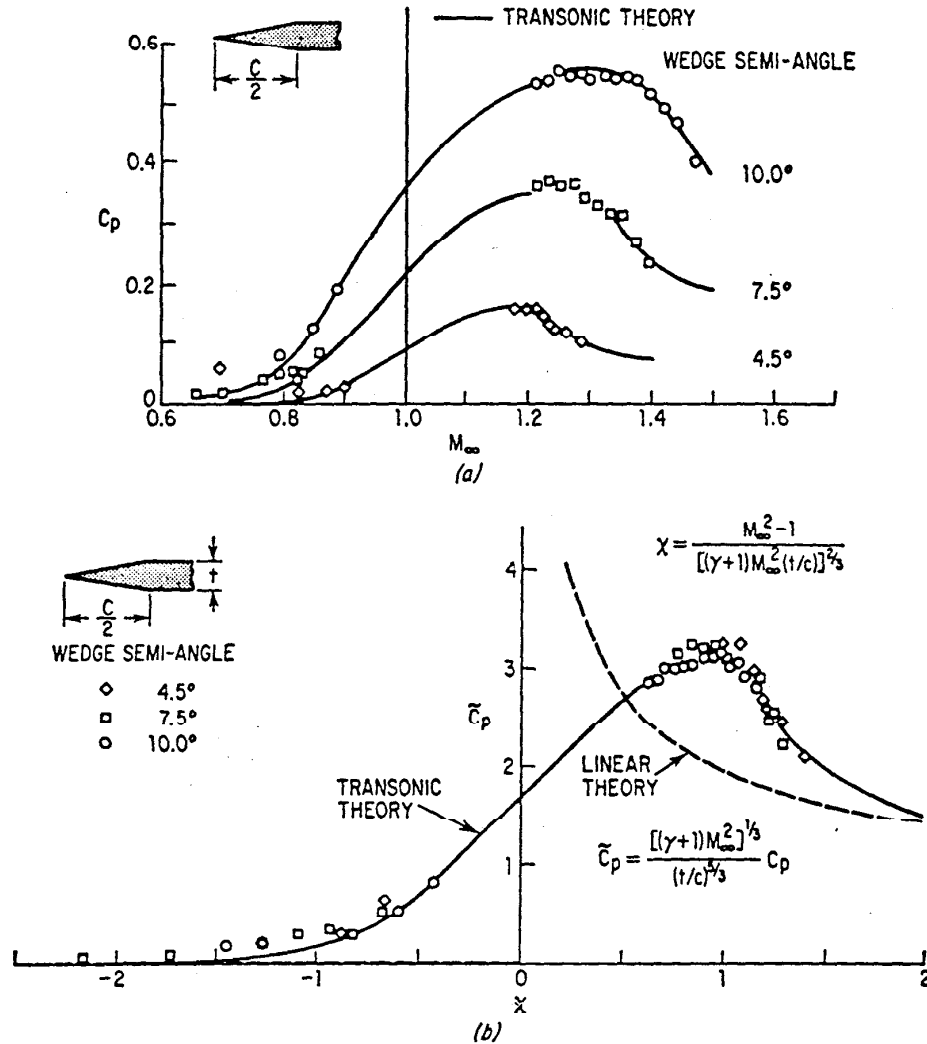 TRANSONIC THEORY
WEDGE SEMI-ANGLE
C/2
0.6
0.4
0.2
0
Cp
10.0°
7.5°
4.5°
0.6 0.8 1.0 1.2 1.4 1.6
M∞
(a)
C/2
t
WEDGE SEMI-ANGLE
◇ 4.5°
□ 7.5°
○ 10.0°
χ = (M∞² − 1) / [(γ+1)M∞²(t/c)]^2/3
4
3
2
1
c̃p
TRANSONIC THEORY
LINEAR THEORY
c̃p = [(γ+1)M∞²]^1/3 / (t/c)^5/3 Cp
-2 -1 0 1 2
χ̃
(b)